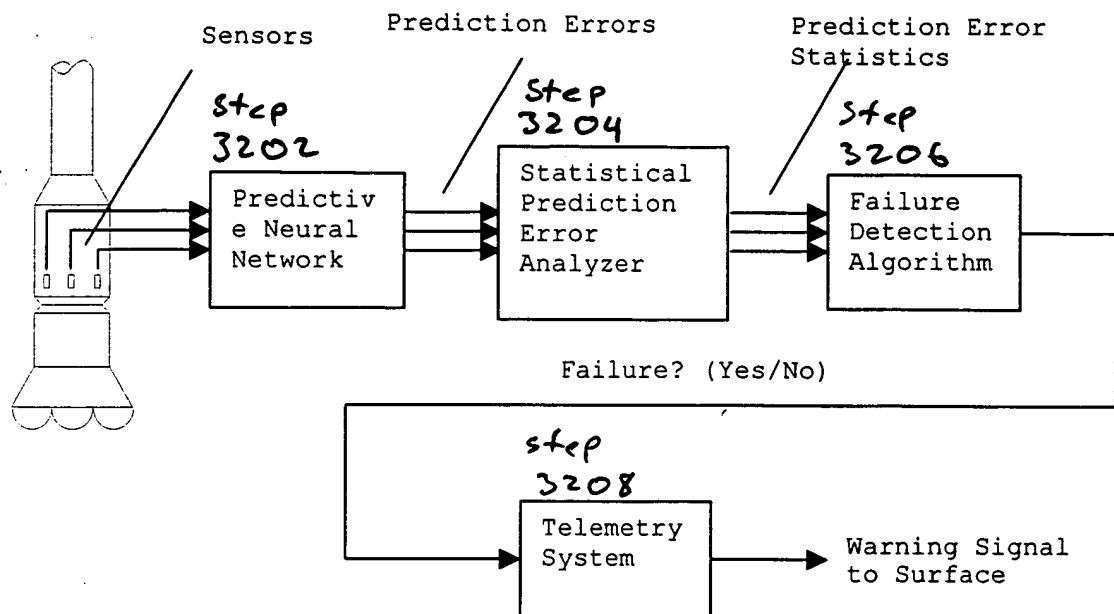 Sensors
Prediction Errors
Prediction Error
Statistics
step
3202
step
3204
step
3206
Predictiv
e Neural
Network
Statistical
Prediction
Error
Analyzer
Failure
Detection
Algorithm
Failure? (Yes/No)
step
3208
Telemetry
System
Warning Signal
to Surface